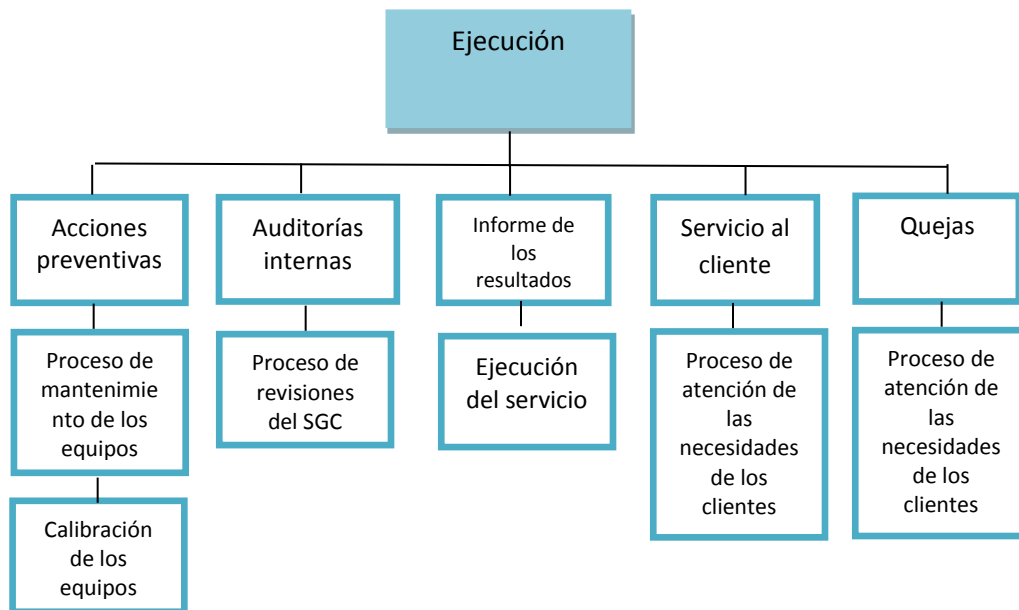 Ejecución
Acciones
preventivas
Auditorías
internas
Informe de
los
resultados
Servicio al
cliente
Quejas
Proceso de
mantenimie
nto de los
equipos
Proceso de
revisiones
del SGC
Ejecución
del servicio
Proceso de
atención de
las
necesidades
de los
clientes
Proceso de
atención de
las
necesidades
de los
clientes
Calibración
de los
equipos